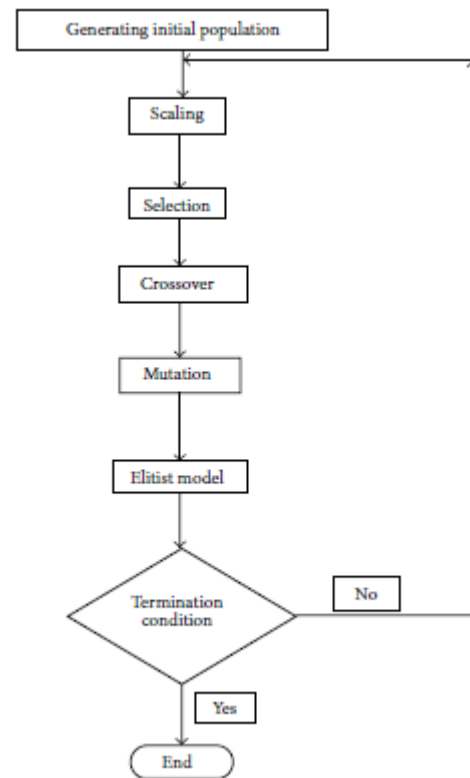 Generating initial population
Scaling
Selection
Crossover
Mutation
Elitist model
Termination
condition
No
Yes
End